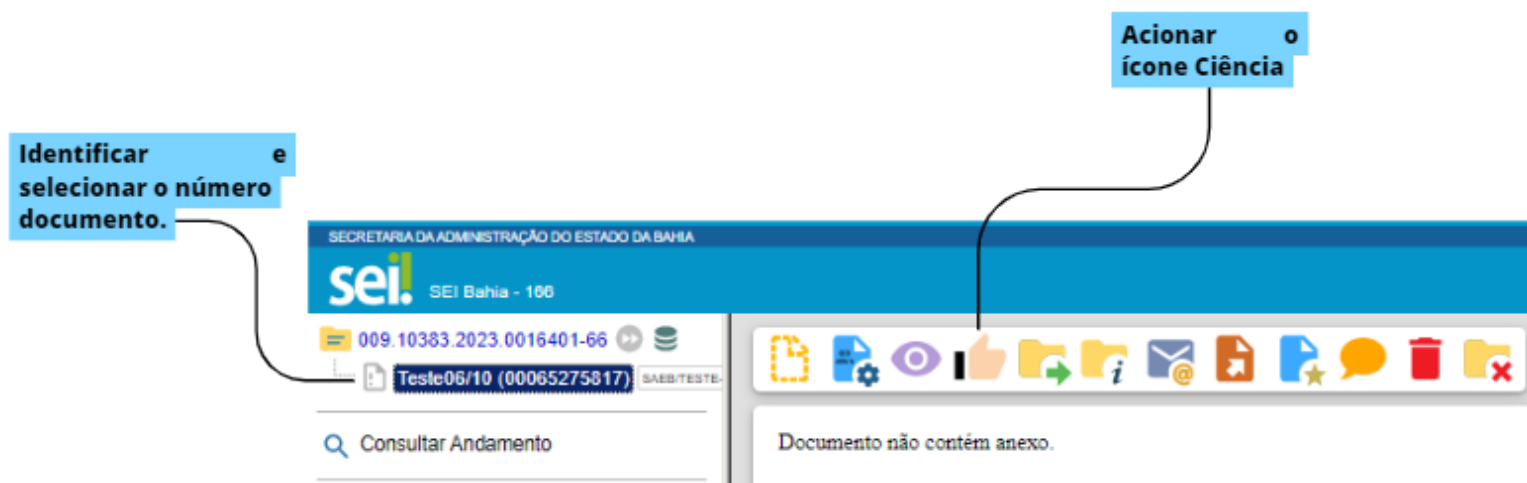 Acionar o
ícone Ciência
Identificar e
selecionar o número
documento.
SECRETARIA DA ADMINISTRAÇÃO DO ESTADO DA BAHIA
sei!
SEI Bahia - 166
009.10383.2023.0016401-66
Teste06/10 (00065275817) SAEB/TESTE-
Consultar Andamento
Documento não contém anexo.